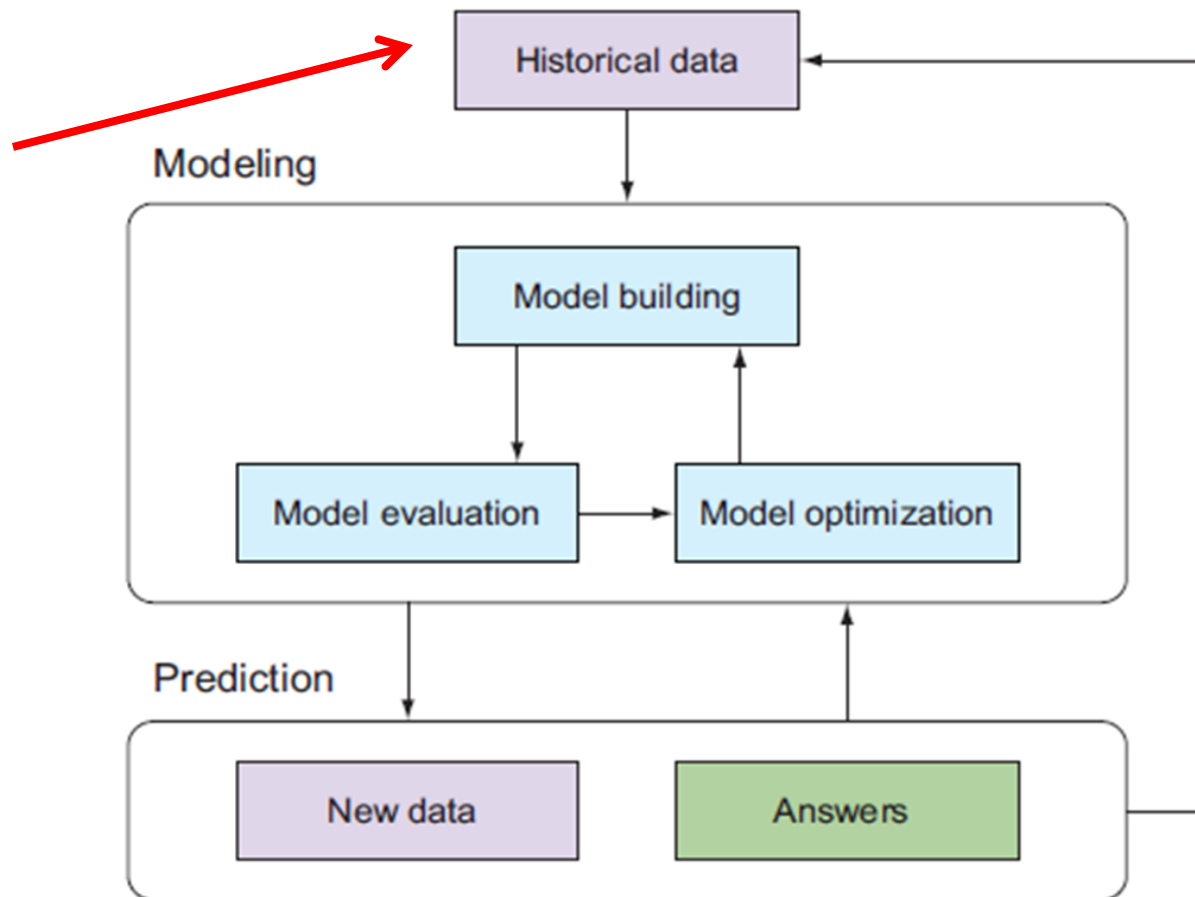 Historical data
Modeling
Model building
Model evaluation
Model optimization
Prediction
New data
Answers